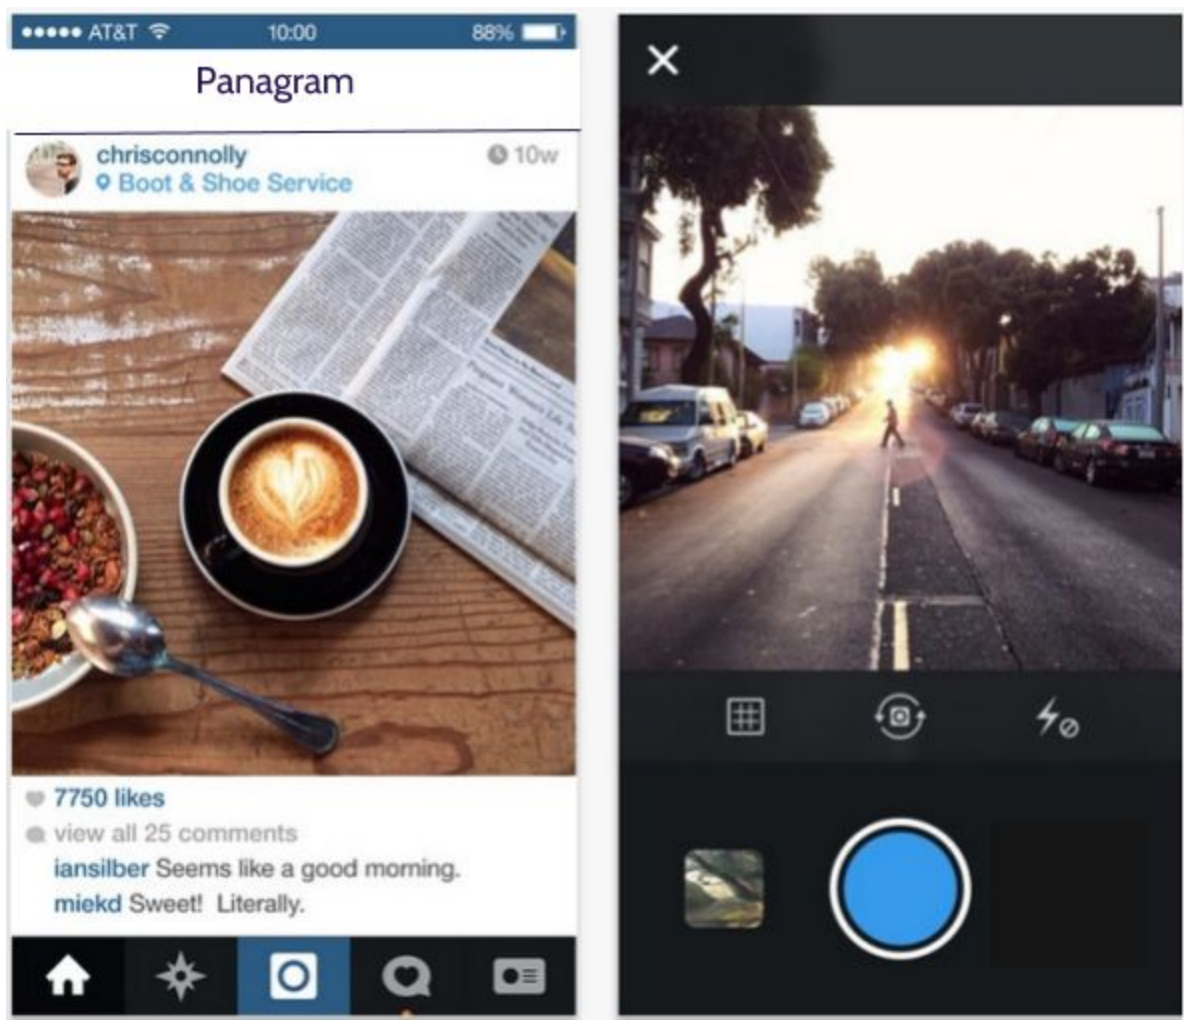 AT&T 10:00 88%
Panagram
chrisconnolly 10w
Boot & Shoe Service
7750 likes
view all 25 comments
iansilber Seems like a good morning.
miekd Sweet! Literally.